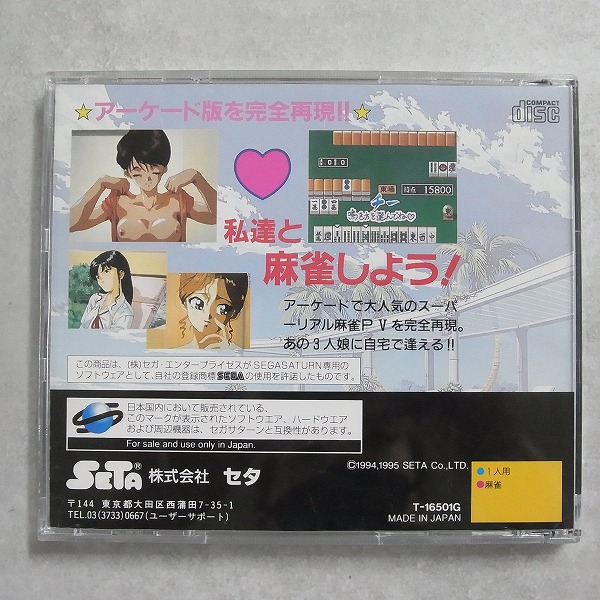 ★アーケード版を完全再現!!★
COMPACT
disc
東場 持点 15800
チー
私達と
麻雀しよう!
アーケードで大人気のスーパ
ーリアル麻雀PVを完全再現。
あの3人娘に自宅で逢える!!
この商品は、(株)セガ・エンタープライゼスがSEGASATURN専用の
ソフトウェアとして、自社の登録商標SEGAの使用を許諾したものです。
日本国内において販売されている、
このマークが表示されたソフトウエア、ハードウエア
および周辺機器は、セガサターンと互換性があります。
For sale and use only in Japan.
SETA® 株式会社 セタ
〒144 東京都大田区西蒲田7-35-1
TEL.03(3733)0667(ユーザーサポート)
©1994,1995 SETA Co.,LTD.
T-16501G
MADE IN JAPAN
●1人用
●麻雀